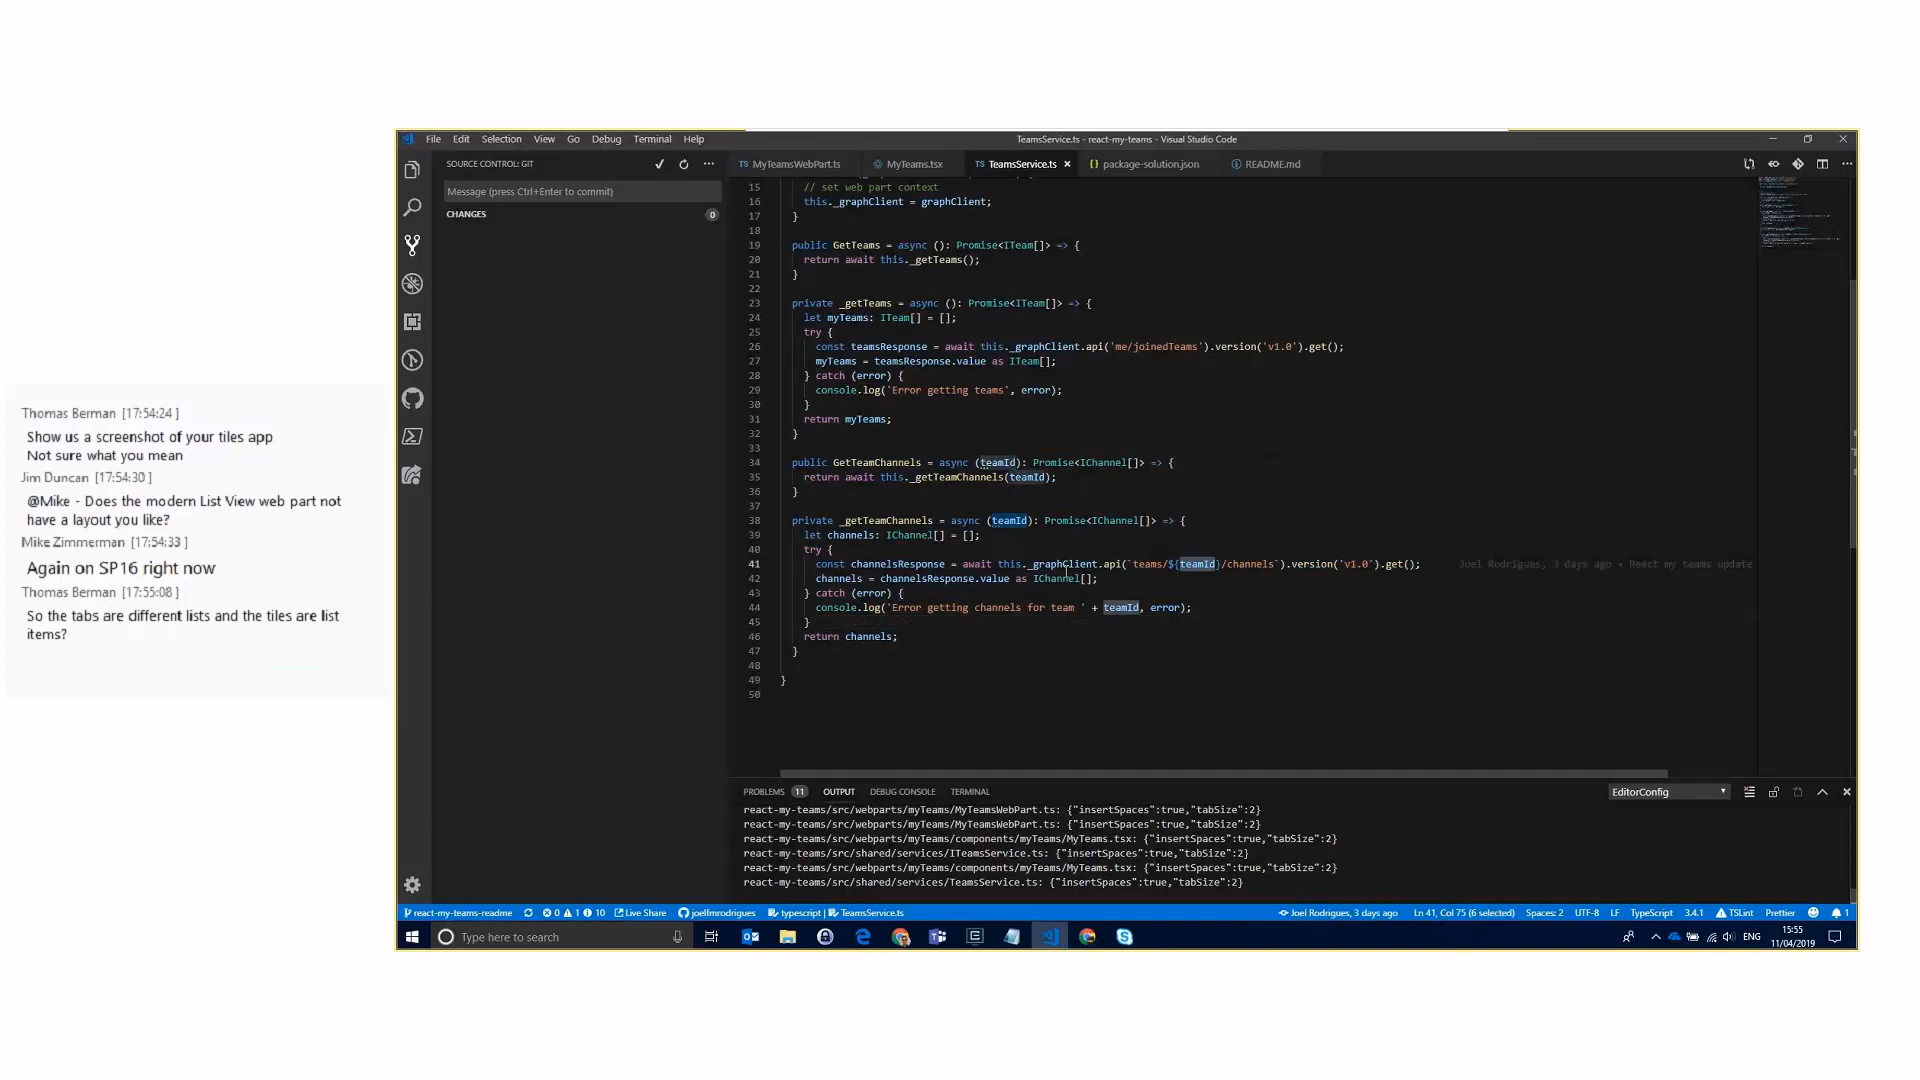 Thomas Berman [17:54:24 ]
Show us a screenshot of your tiles app
Not sure what you mean
Jim Duncan [17:54:30 ]
@Mike - Does the modern List View web part not
have a layout you like?
Mike Zimmerman [17:54:33 ]
Again on SP16 right now
Thomas Berman [17:55:08 ]
So the tabs are different lists and the tiles are list
items?
File Edit Selection View Go Debug Terminal Help
TeamsService.ts - react-my-teams - Visual Studio Code
SOURCE CONTROL: GIT
Message (press Ctrl+Enter to commit)
CHANGES 0
TS MyTeamsWebPart.ts MyTeams.tsx TS TeamsService.ts × {} package-solution.json README.md
15 // set web part context
16 this._graphClient = graphClient;
17 }
18
19 public GetTeams = async (): Promise<ITeam[]> => {
20 return await this._getTeams();
21 }
22
23 private _getTeams = async (): Promise<ITeam[]> => {
24 let myTeams: ITeam[] = [];
25 try {
26 const teamsResponse = await this._graphClient.api('me/joinedTeams').version('v1.0').get();
27 myTeams = teamsResponse.value as ITeam[];
28 } catch (error) {
29 console.log('Error getting teams', error);
30 }
31 return myTeams;
32 }
33
34 public GetTeamChannels = async (teamId): Promise<IChannel[]> => {
35 return await this._getTeamChannels(teamId);
36 }
37
38 private _getTeamChannels = async (teamId): Promise<IChannel[]> => {
39 let channels: IChannel[] = [];
40 try {
41 const channelsResponse = await this._graphClient.api(`teams/${teamId}/channels`).version('v1.0').get(); Joel Rodrigues, 3 days ago • React my teams update
42 channels = channelsResponse.value as IChannel[];
43 } catch (error) {
44 console.log('Error getting channels for team ' + teamId, error);
45 }
46 return channels;
47 }
48
49 }
50
PROBLEMS 11 OUTPUT DEBUG CONSOLE TERMINAL EditorConfig
react-my-teams/src/webparts/myTeams/MyTeamsWebPart.ts: {"insertSpaces":true,"tabSize":2}
react-my-teams/src/webparts/myTeams/MyTeamsWebPart.ts: {"insertSpaces":true,"tabSize":2}
react-my-teams/src/webparts/myTeams/components/myTeams/MyTeams.tsx: {"insertSpaces":true,"tabSize":2}
react-my-teams/src/shared/services/ITeamsService.ts: {"insertSpaces":true,"tabSize":2}
react-my-teams/src/webparts/myTeams/components/myTeams/MyTeams.tsx: {"insertSpaces":true,"tabSize":2}
react-my-teams/src/shared/services/TeamsService.ts: {"insertSpaces":true,"tabSize":2}
react-my-teams-readme 0 1 10 Live Share joelfmrodrigues typescript | TeamsService.ts Joel Rodrigues, 3 days ago Ln 41, Col 75 (6 selected) Spaces: 2 UTF-8 LF TypeScript 3.4.1 TSLint Prettier 1
Type here to search ENG 15:55
11/04/2019